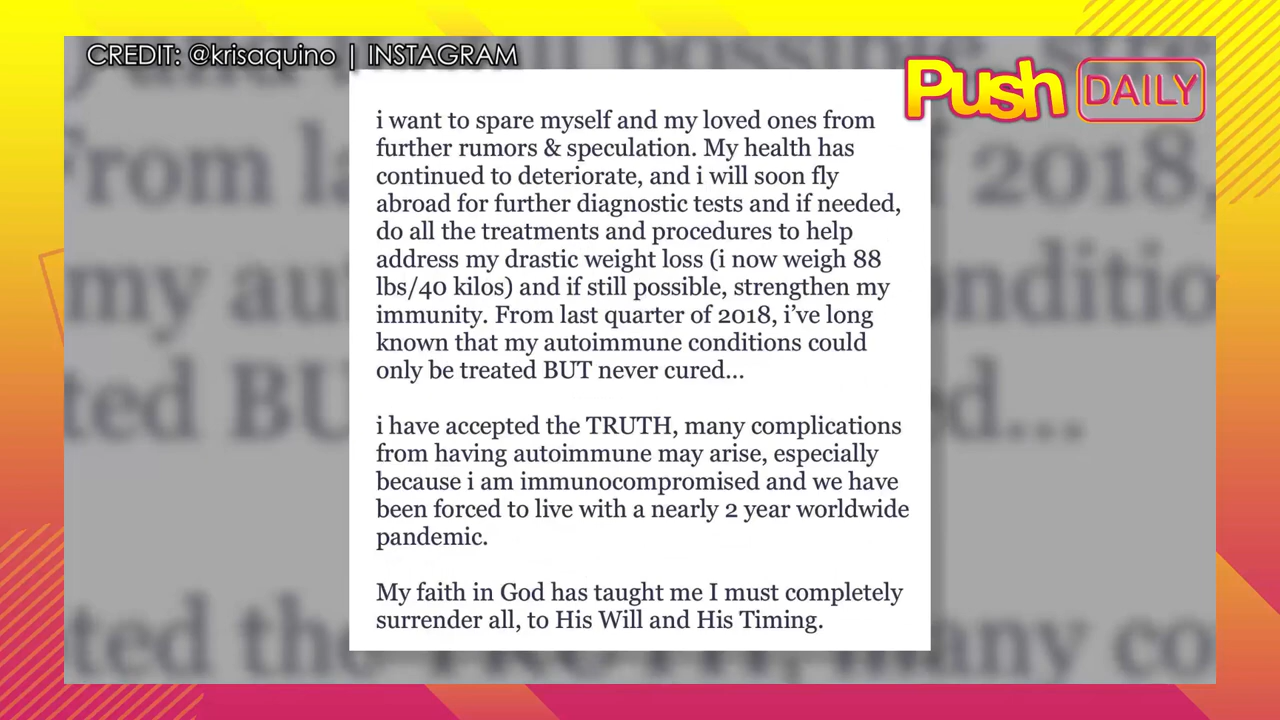 CREDIT: @krisaquino | INSTAGRAM
Push DAILY
i want to spare myself and my loved ones from
further rumors & speculation. My health has
continued to deteriorate, and i will soon fly
abroad for further diagnostic tests and if needed,
do all the treatments and procedures to help
address my drastic weight loss (i now weigh 88
lbs/40 kilos) and if still possible, strengthen my
immunity. From last quarter of 2018, i’ve long
known that my autoimmune conditions could
only be treated BUT never cured...
i have accepted the TRUTH, many complications
from having autoimmune may arise, especially
because i am immunocompromised and we have
been forced to live with a nearly 2 year worldwide
pandemic.
My faith in God has taught me I must completely
surrender all, to His Will and His Timing.